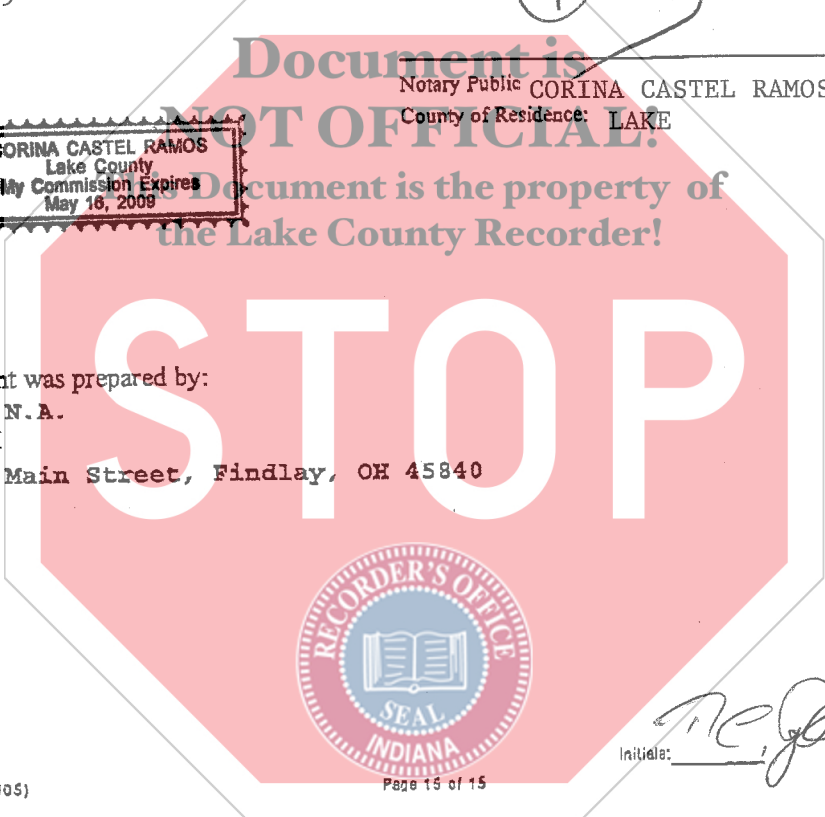 Document is
NOT OFFICIAL!
This Document is the property of
the Lake County Recorder!
Notary Public CORINA CASTEL RAMOS
County of Residence: LAKE
CORINA CASTEL RAMOS
Lake County
My Commission Expires
May 16, 2009
STOP
nt was prepared by:
N.A.
Main Street, Findlay, OH 45840
RECORDER'S OFFICE
SEAL
INDIANA
Initials:
Page 15 of 15